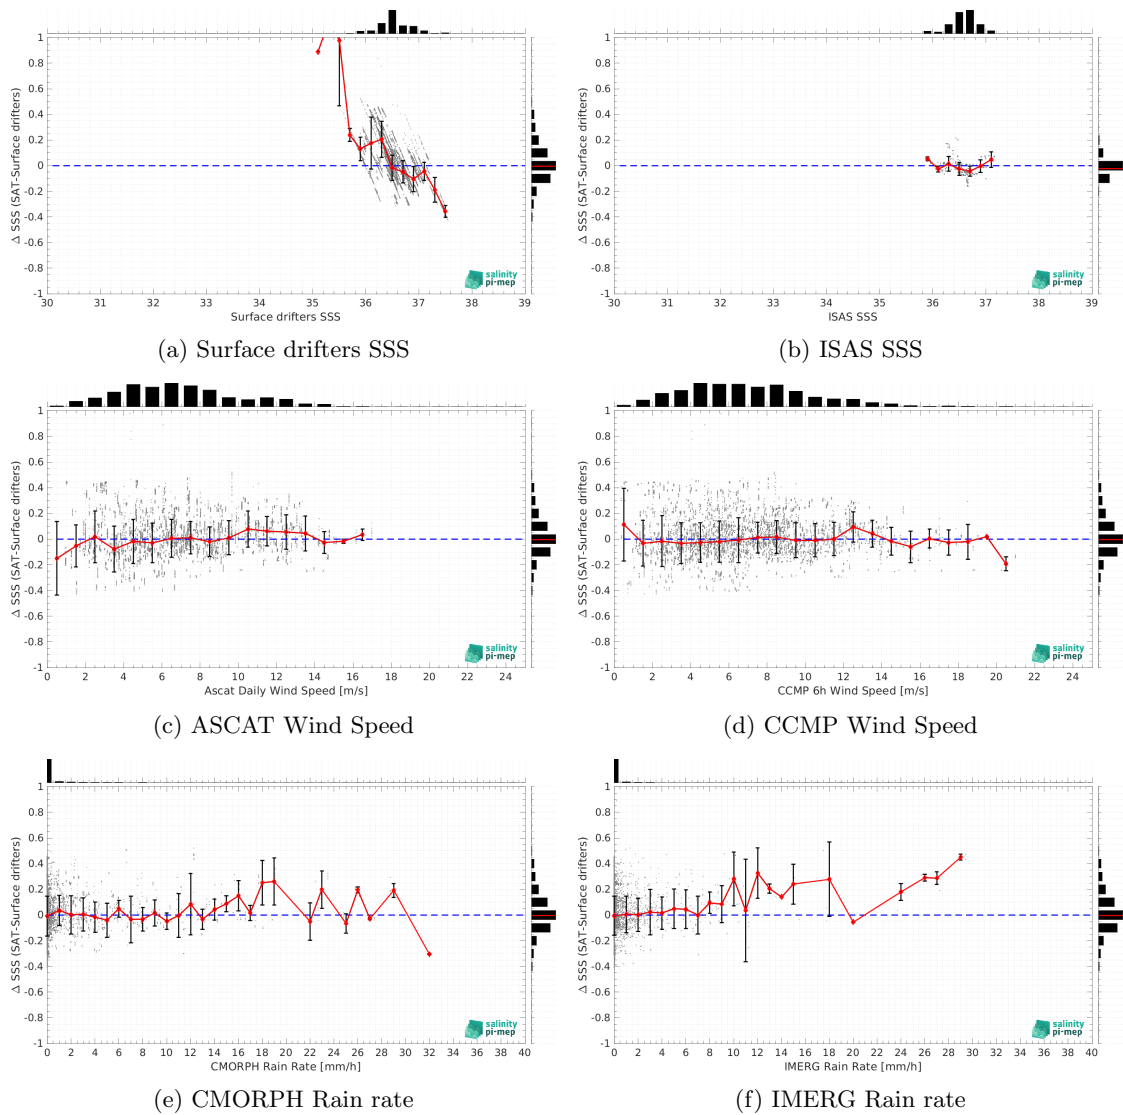 1
0.8
0.6
0.4
0.2
0
-0.2
-0.4
-0.6
-0.8
-1
Δ SSS (SAT-Surface drifters)
30 31 32 33 34 35 36 37 38 39
Surface drifters SSS
salinity
pi-mep
(a) Surface drifters SSS
1
0.8
0.6
0.4
0.2
0
-0.2
-0.4
-0.6
-0.8
-1
Δ SSS (SAT-Surface drifters)
30 31 32 33 34 35 36 37 38 39
ISAS SSS
salinity
pi-mep
(b) ISAS SSS
1
0.8
0.6
0.4
0.2
0
-0.2
-0.4
-0.6
-0.8
-1
Δ SSS (SAT-Surface drifters)
0 2 4 6 8 10 12 14 16 18 20 22 24
Ascat Daily Wind Speed [m/s]
salinity
pi-mep
(c) ASCAT Wind Speed
1
0.8
0.6
0.4
0.2
0
-0.2
-0.4
-0.6
-0.8
-1
Δ SSS (SAT-Surface drifters)
0 2 4 6 8 10 12 14 16 18 20 22 24
CCMP 6h Wind Speed [m/s]
salinity
pi-mep
(d) CCMP Wind Speed
1
0.8
0.6
0.4
0.2
0
-0.2
-0.4
-0.6
-0.8
-1
Δ SSS (SAT-Surface drifters)
0 2 4 6 8 10 12 14 16 18 20 22 24 26 28 30 32 34 36 38 40
CMORPH Rain Rate [mm/h]
salinity
pi-mep
(e) CMORPH Rain rate
1
0.8
0.6
0.4
0.2
0
-0.2
-0.4
-0.6
-0.8
-1
Δ SSS (SAT-Surface drifters)
0 2 4 6 8 10 12 14 16 18 20 22 24 26 28 30 32 34 36 38 40
IMERG Rain Rate [mm/h]
salinity
pi-mep
(f) IMERG Rain rate